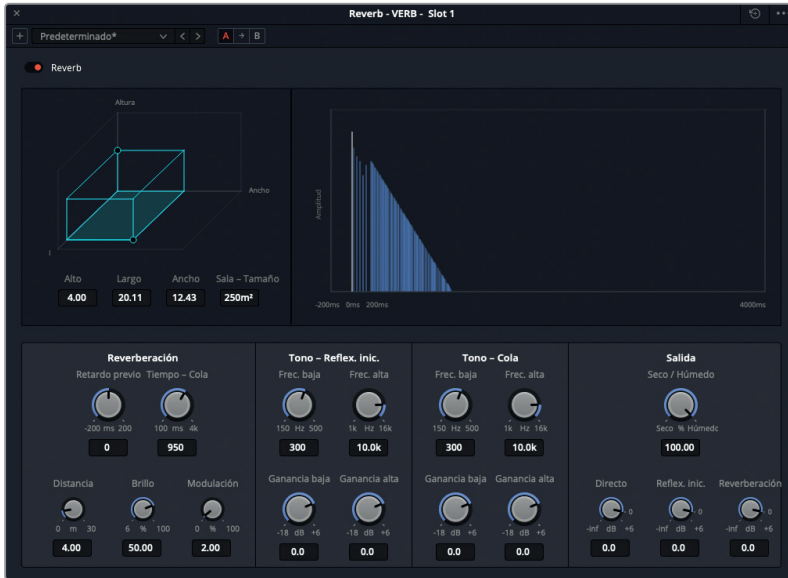 Reverb - VERB - Slot 1
Predeterminado*
A
B
Reverb
Altura
Ancho
Alto Largo Ancho Sala – Tamaño
4.00 20.11 12.43 250m²
Amplitud
-200ms 0ms 200ms 4000ms
Reverberación
Retardo previo Tiempo – Cola
-200 ms 200 100 ms 4k
0 950
Distancia Brillo Modulación
0 m 30 6 % 100 0 % 100
4.00 50.00 2.00
Tono – Reflex. inic.
Frec. baja Frec. alta
150 Hz 500 1k Hz 16k
300 10.0k
Ganancia baja Ganancia alta
-18 dB +6 -18 dB +6
0.0 0.0
Tono – Cola
Frec. baja Frec. alta
150 Hz 500 1k Hz 16k
300 10.0k
Ganancia baja Ganancia alta
-18 dB +6 -18 dB +6
0.0 0.0
Salida
Seco / Húmedo
Seco % Húmedo
100.00
Directo Reflex. inic. Reverberación
0 0 0
-inf dB +6 -inf dB +6 -inf dB +6
0.0 0.0 0.0